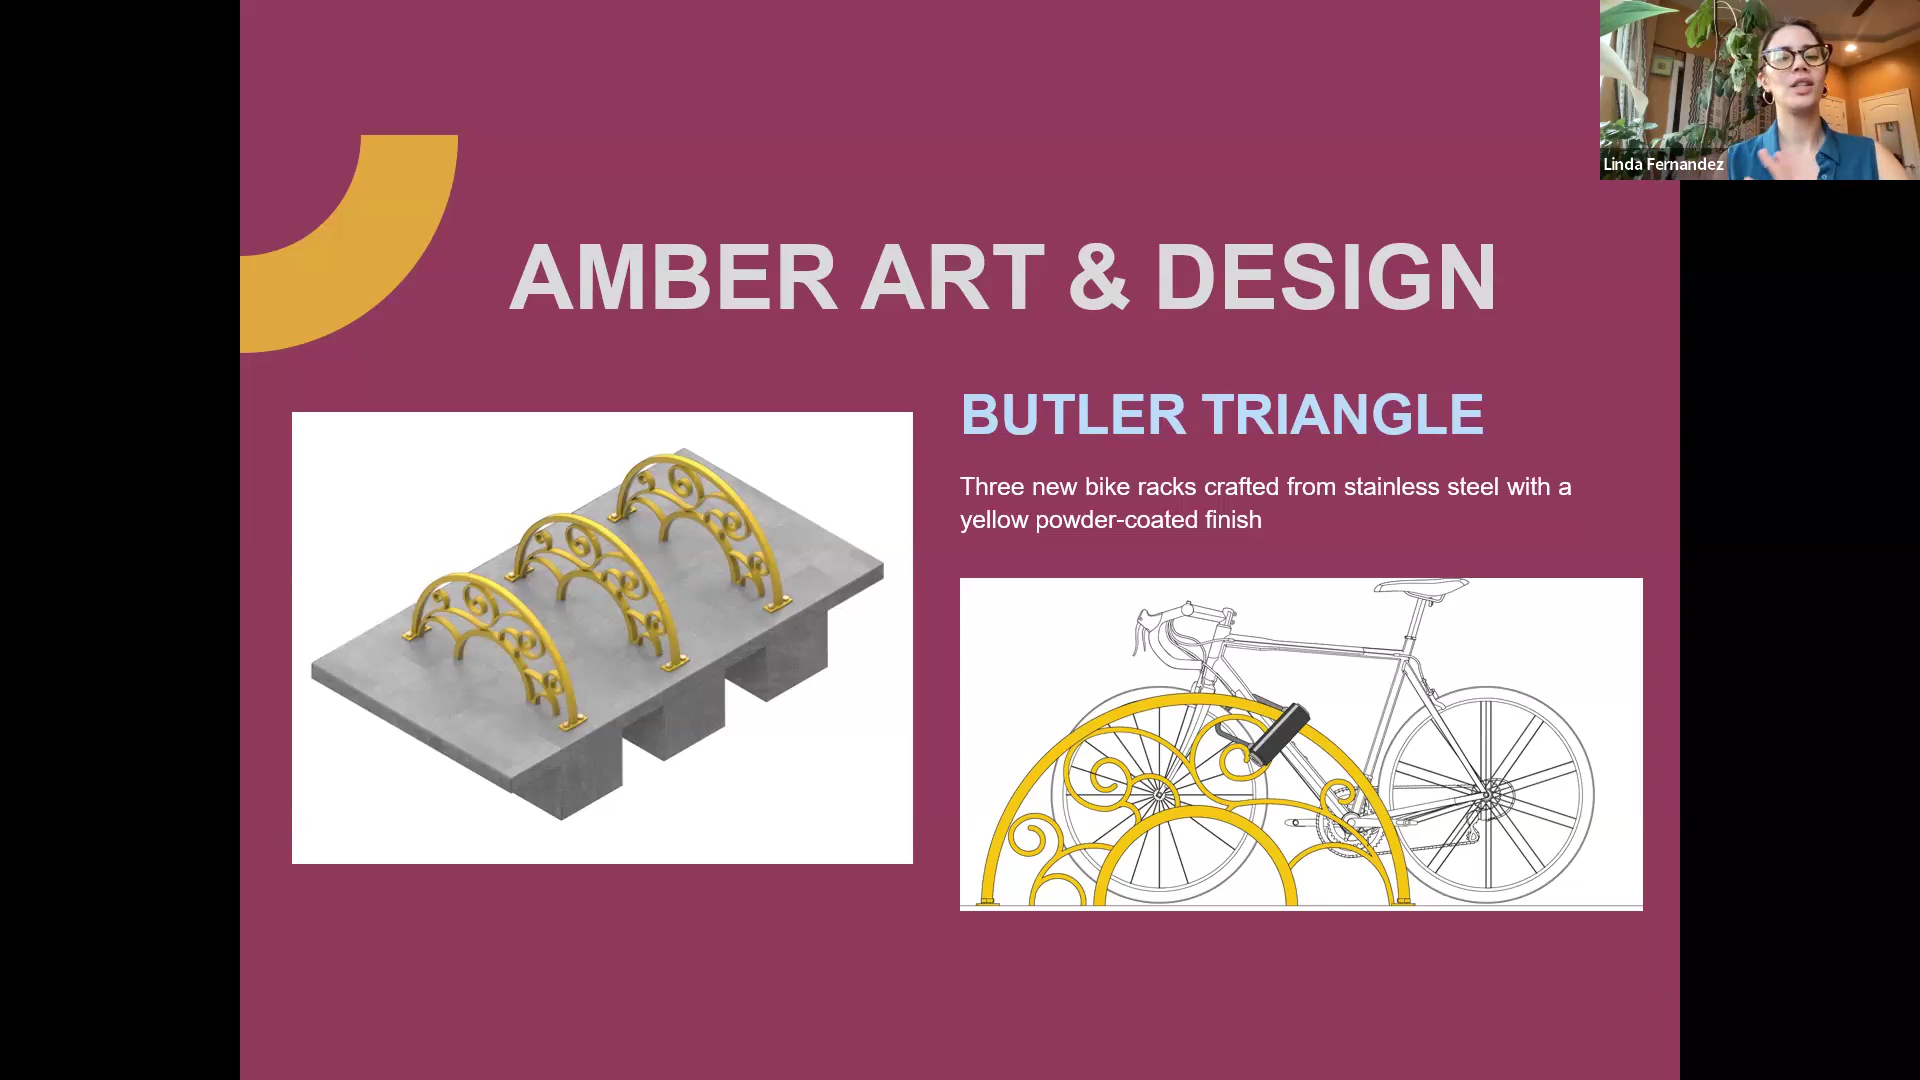 Linda Fernandez
AMBER ART & DESIGN
BUTLER TRIANGLE
Three new bike racks crafted from stainless steel with a
yellow powder-coated finish